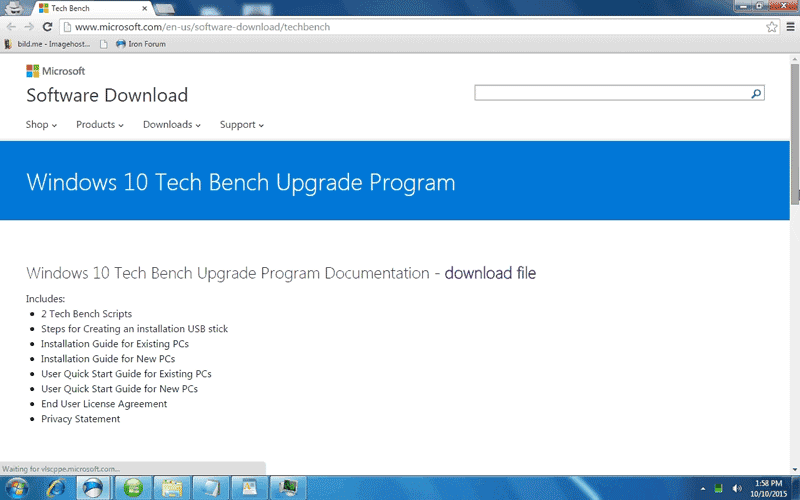 Tech Bench
www.microsoft.com/en-us/software-download/techbench
bild.me - Imagehost...
Iron Forum
Microsoft
Software Download
Shop
Products
Downloads
Support
Windows 10 Tech Bench Upgrade Program
Windows 10 Tech Bench Upgrade Program Documentation - download file
Includes:
2 Tech Bench Scripts
Steps for Creating an installation USB stick
Installation Guide for Existing PCs
Installation Guide for New PCs
User Quick Start Guide for Existing PCs
User Quick Start Guide for New PCs
End User License Agreement
Privacy Statement
Waiting for vlscppe.microsoft.com...
1:58 PM
10/10/2015